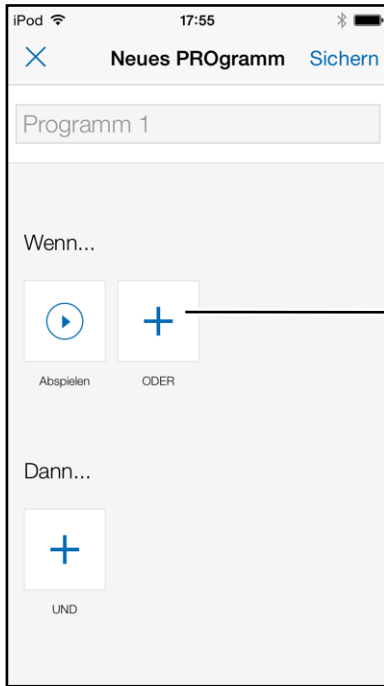 iPod 17:55
Neues PROgramm Sichern
Programm 1
Wenn...
Abspielen ODER
Dann...
UND